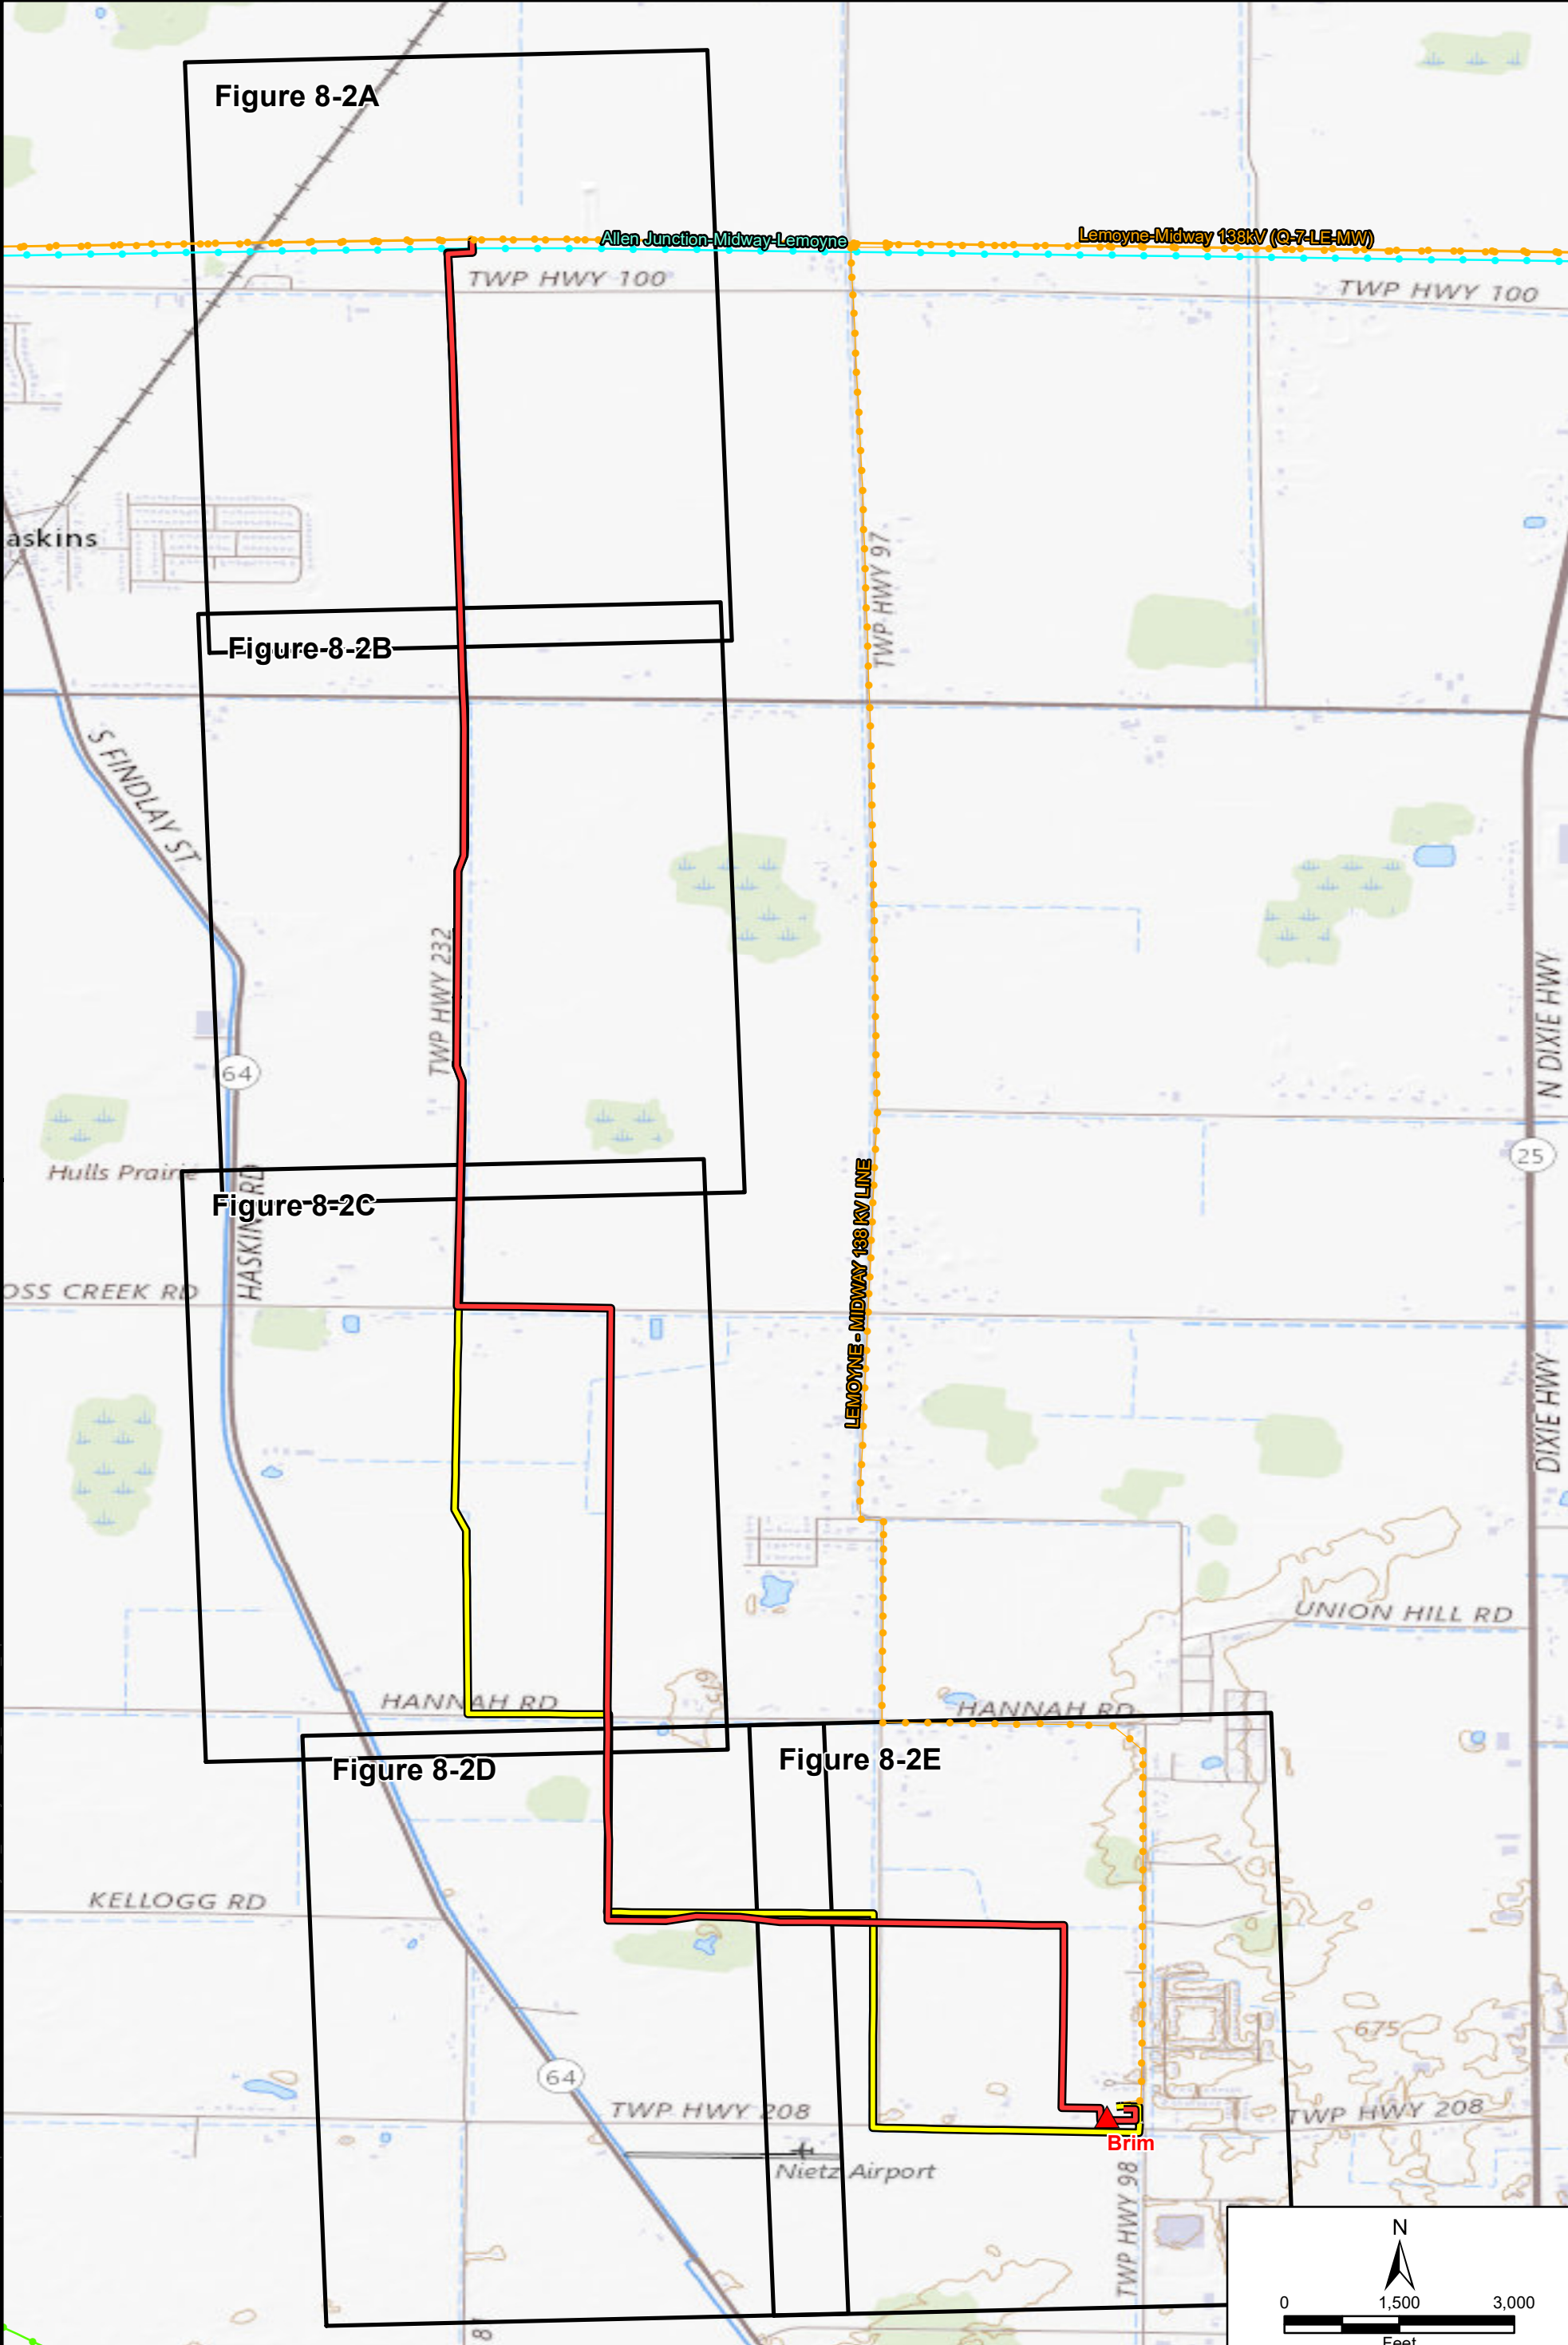 Figure 8-2A
Allen Junction-Midway-Lemoyne
Lemoyne-Midway 138kV (Q-7-LE-MW)
TWP HWY 100
TWP HWY 100
askins
TWP HWY 97
Figure 8-2B
S FINDLAY ST
TWP HWY 232
N DIXIE HWY
64
25
Hulls Prairie
HASKINS RD
Figure 8-2C
LEMOYNE - MIDWAY 138 KV LINE
OSS CREEK RD
DIXIE HWY
UNION HILL RD
675
HANNAH RD
HANNAH RD
Figure 8-2D
Figure 8-2E
KELLOGG RD
675
64
TWP HWY 208
TWP HWY 208
Brim
Nietz Airport
TWP HWY 98
N
0 1,500 3,000
Feet